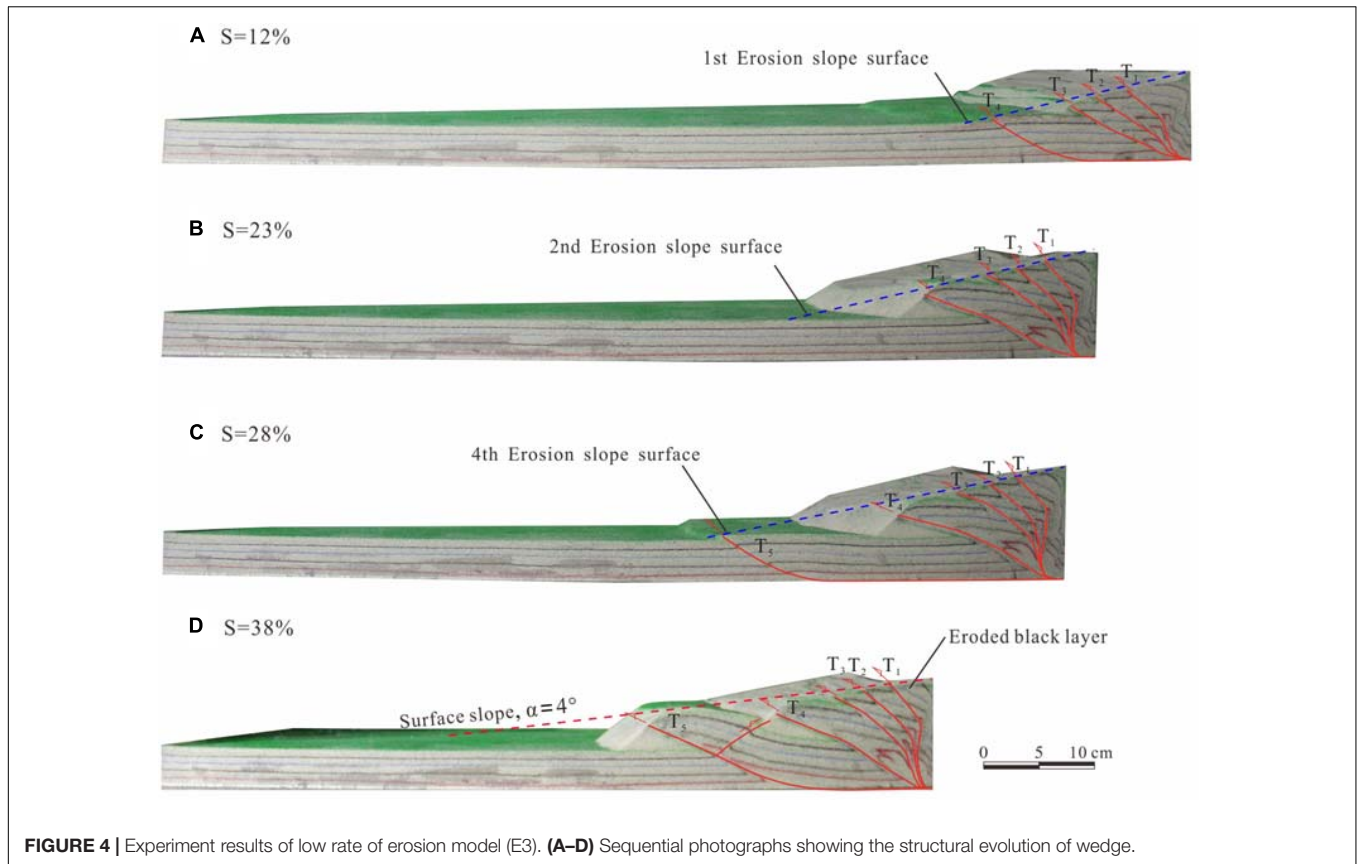 A S=12%
1st Erosion slope surface
T4 T3 T2 T1
B S=23%
2nd Erosion slope surface
T4 T3 T2 T1
C S=28%
4th Erosion slope surface
T5 T4 T3 T2 T1
D S=38%
Eroded black layer
T3 T2 T1
Surface slope, α=4°
T5 T4
0 5 10 cm
FIGURE 4 | Experiment results of low rate of erosion model (E3). (A–D) Sequential photographs showing the structural evolution of wedge.